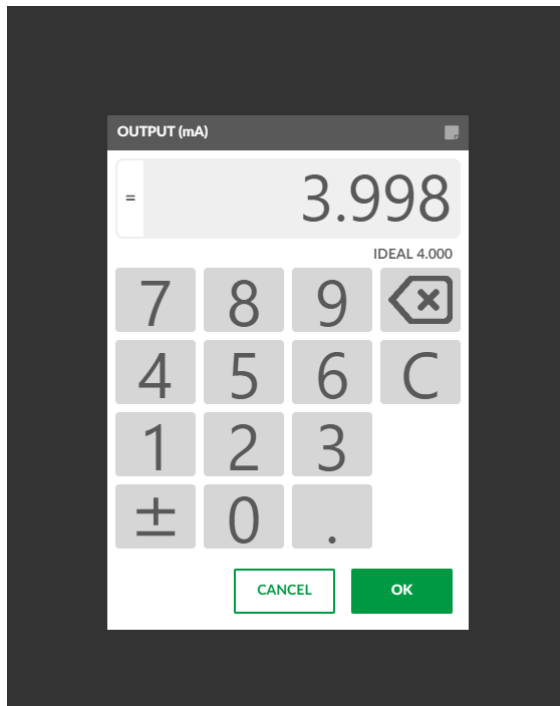 OUTPUT (mA)
= 3.998
IDEAL 4.000
7 8 9
4 5 6 C
1 2 3
± 0 .
CANCEL OK